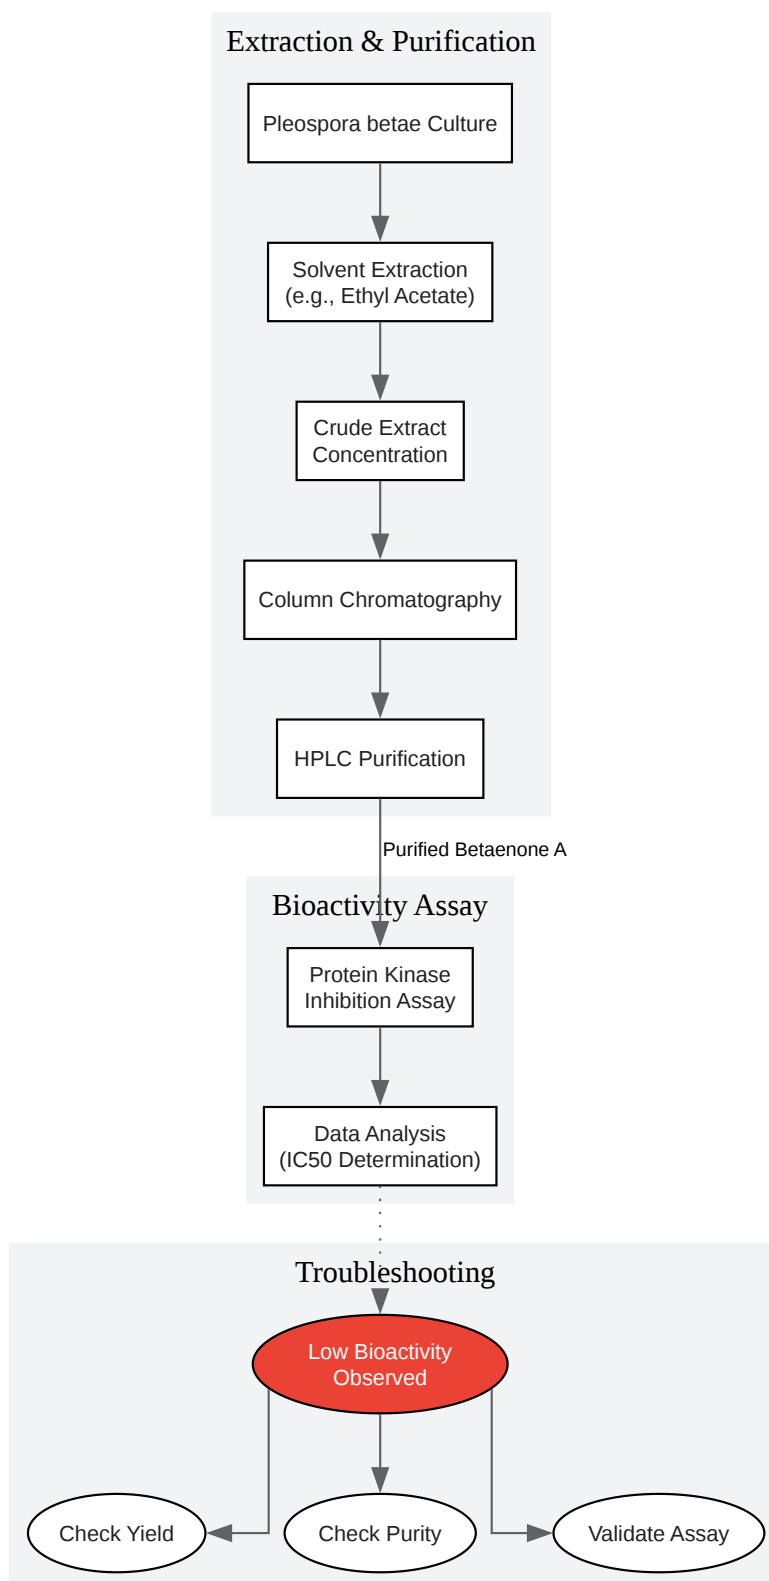 Extraction & Purification
Pleospora betae Culture
Solvent Extraction
(e.g., Ethyl Acetate)
Crude Extract
Concentration
Column Chromatography
HPLC Purification
Purified Betaenone A
Bioactivity Assay
Protein Kinase
Inhibition Assay
Data Analysis
(IC50 Determination)
Troubleshooting
Low Bioactivity
Observed
Check Yield
Check Purity
Validate Assay